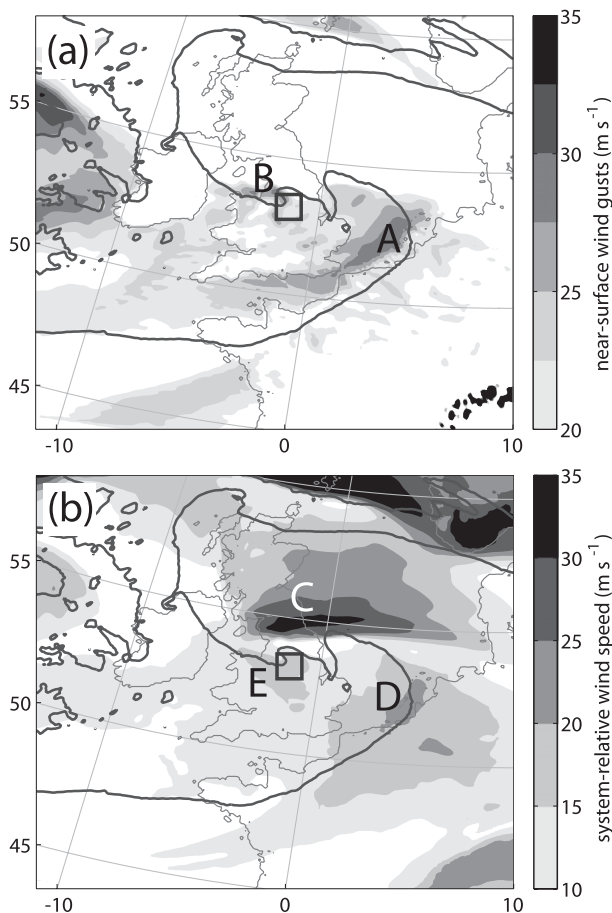 (a)
55
50
45
-10
0
10
B
A
35
30
25
20
near-surface wind gusts (m s⁻¹)
(b)
55
50
45
-10
0
10
C
E
D
35
30
25
20
15
10
system-relative wind speed (m s⁻¹)